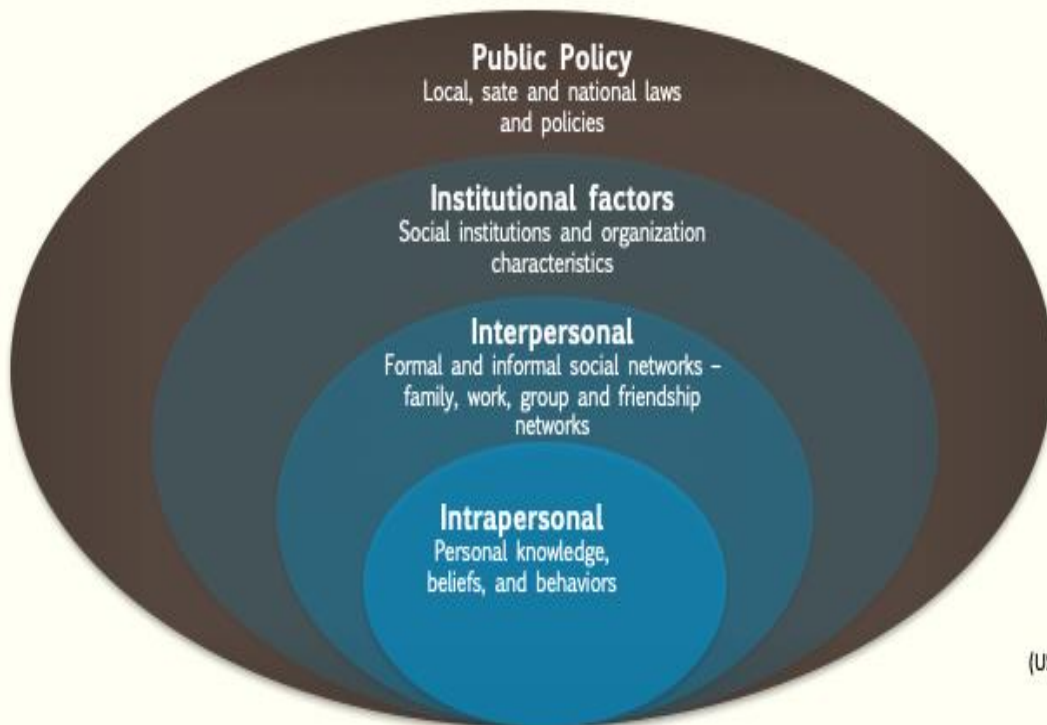 Public Policy
Local, sate and national laws
and policies
Institutional factors
Social institutions and organization
characteristics
Interpersonal
Formal and informal social networks –
family, work, group and friendship
networks
Intrapersonal
Personal knowledge,
beliefs, and behaviors